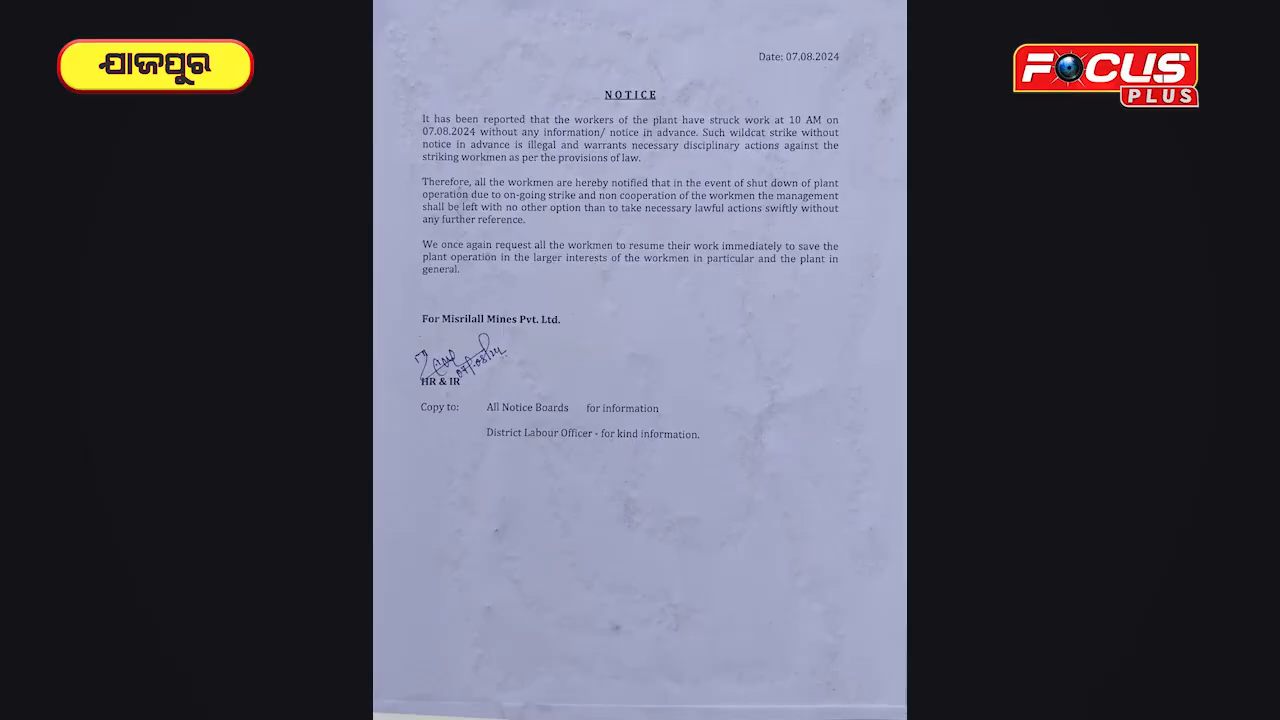 ଯାଜପୁର
FOCUS
PLUS
Date: 07.08.2024
NOTICE
It has been reported that the workers of the plant have struck work at 10 AM on
07.08.2024 without any information/ notice in advance. Such wildcat strike without
notice in advance is illegal and warrants necessary disciplinary actions against the
striking workmen as per the provisions of law.
Therefore, all the workmen are hereby notified that in the event of shut down of plant
operation due to on-going strike and non cooperation of the workmen the management
shall be left with no other option than to take necessary lawful actions swiftly without
any further reference.
We once again request all the workmen to resume their work immediately to save the
plant operation in the larger interests of the workmen in particular and the plant in
general.
For Misrilall Mines Pvt. Ltd.
07/08/24
HR & IR
Copy to: All Notice Boards for information
District Labour Officer - for kind information.